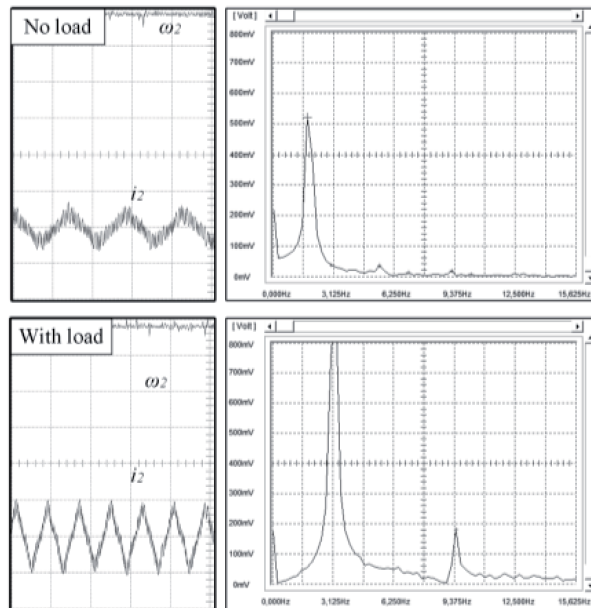 No load
ω2
i2
[ Volt ]
800mV
700mV
600mV
500mV
400mV
300mV
200mV
100mV
0mV
0,000Hz 3,125Hz 6,250Hz 9,375Hz 12,500Hz 15,625Hz
With load
ω2
i2
[ Volt ]
800mV
700mV
600mV
500mV
400mV
300mV
200mV
100mV
0mV
0,000Hz 3,125Hz 6,250Hz 9,375Hz 12,500Hz 15,625Hz